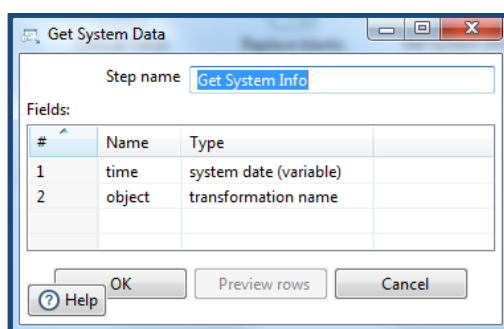 Get System Data
Step name Get System Info
Fields:
# Name Type
1 time system date (variable)
2 object transformation name
OK Preview rows Cancel
Help